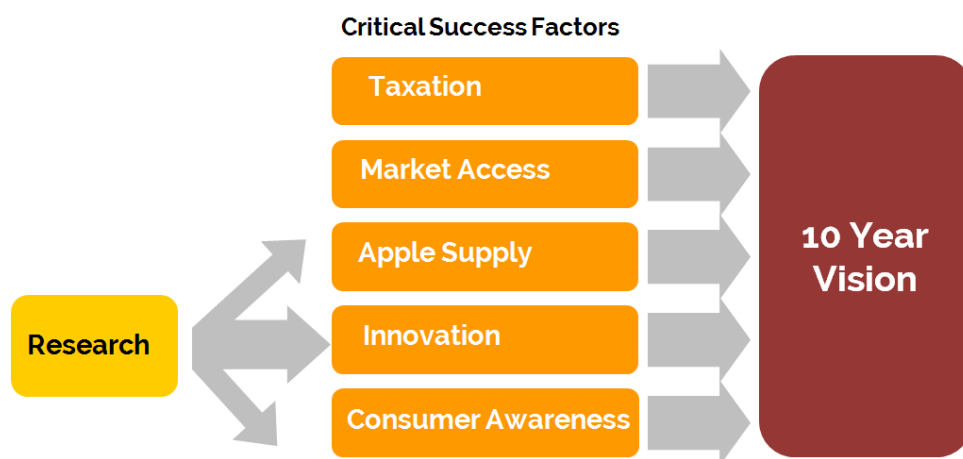 Critical Success Factors
Taxation
Market Access
Apple Supply
Innovation
Consumer Awareness
Research
10 Year
Vision